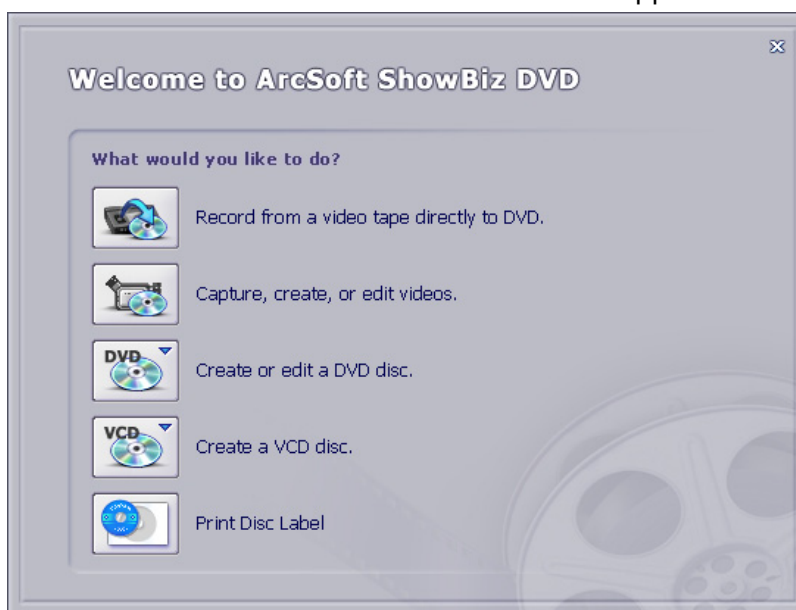 Welcome to ArcSoft ShowBiz DVD
What would you like to do?
Record from a video tape directly to DVD.
Capture, create, or edit videos.
DVD
Create or edit a DVD disc.
VCD
Create a VCD disc.
Print Disc Label